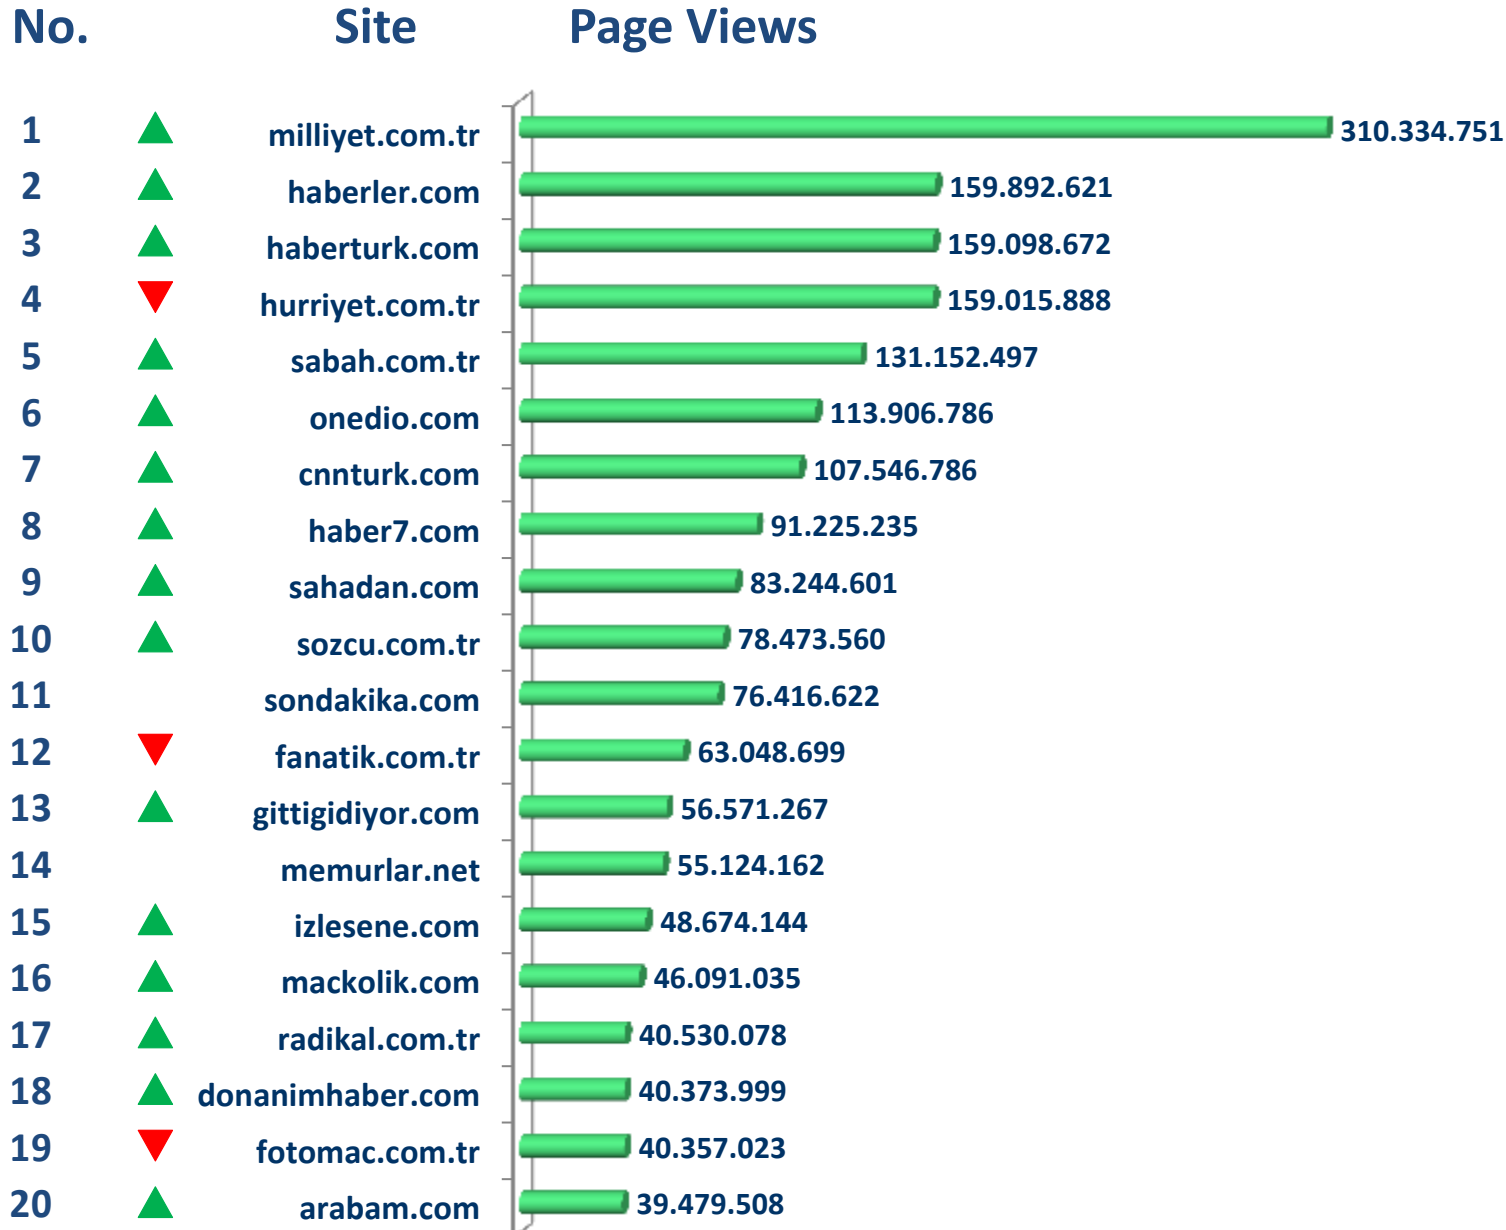 No. Site Page Views
1 milliyet.com.tr 310.334.751
2 haberler.com 159.892.621
3 haberturk.com 159.098.672
4 hurriyet.com.tr 159.015.888
5 sabah.com.tr 131.152.497
6 onedio.com 113.906.786
7 cnnturk.com 107.546.786
8 haber7.com 91.225.235
9 sahadan.com 83.244.601
10 sozcu.com.tr 78.473.560
11 sondakika.com 76.416.622
12 fanatik.com.tr 63.048.699
13 gittigidiyor.com 56.571.267
14 memurlar.net 55.124.162
15 izlesene.com 48.674.144
16 mackolik.com 46.091.035
17 radikal.com.tr 40.530.078
18 donanimhaber.com 40.373.999
19 fotomac.com.tr 40.357.023
20 arabam.com 39.479.508